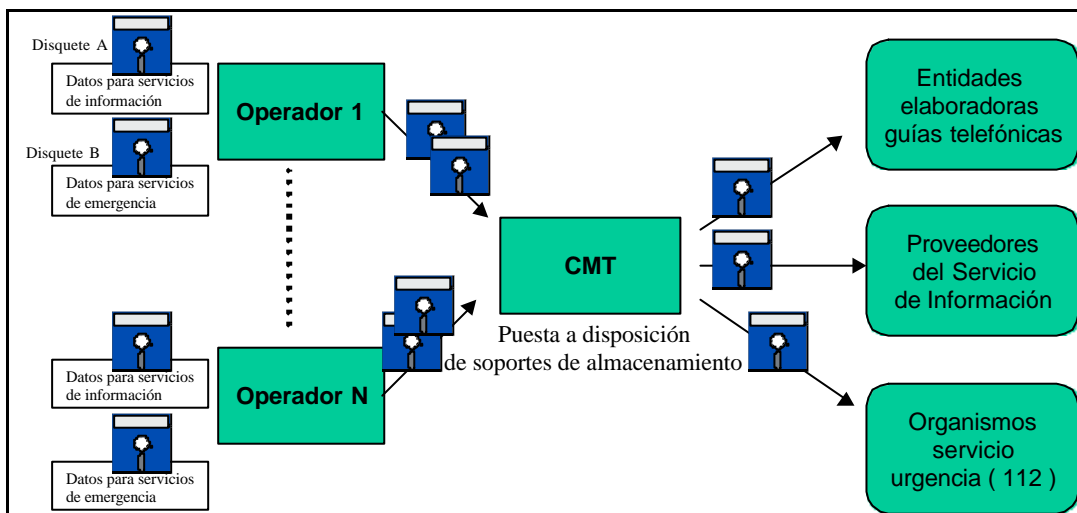 Disquete A
Datos para servicios
de información
Disquete B
Datos para servicios
de emergencia
Operador 1
Datos para servicios
de información
Datos para servicios
de emergencia
Operador N
CMT
Puesta a disposición
de soportes de almacenamiento
Entidades
elaboradoras
guías telefónicas
Proveedores
del Servicio
de Información
Organismos
servicio
urgencia ( 112 )